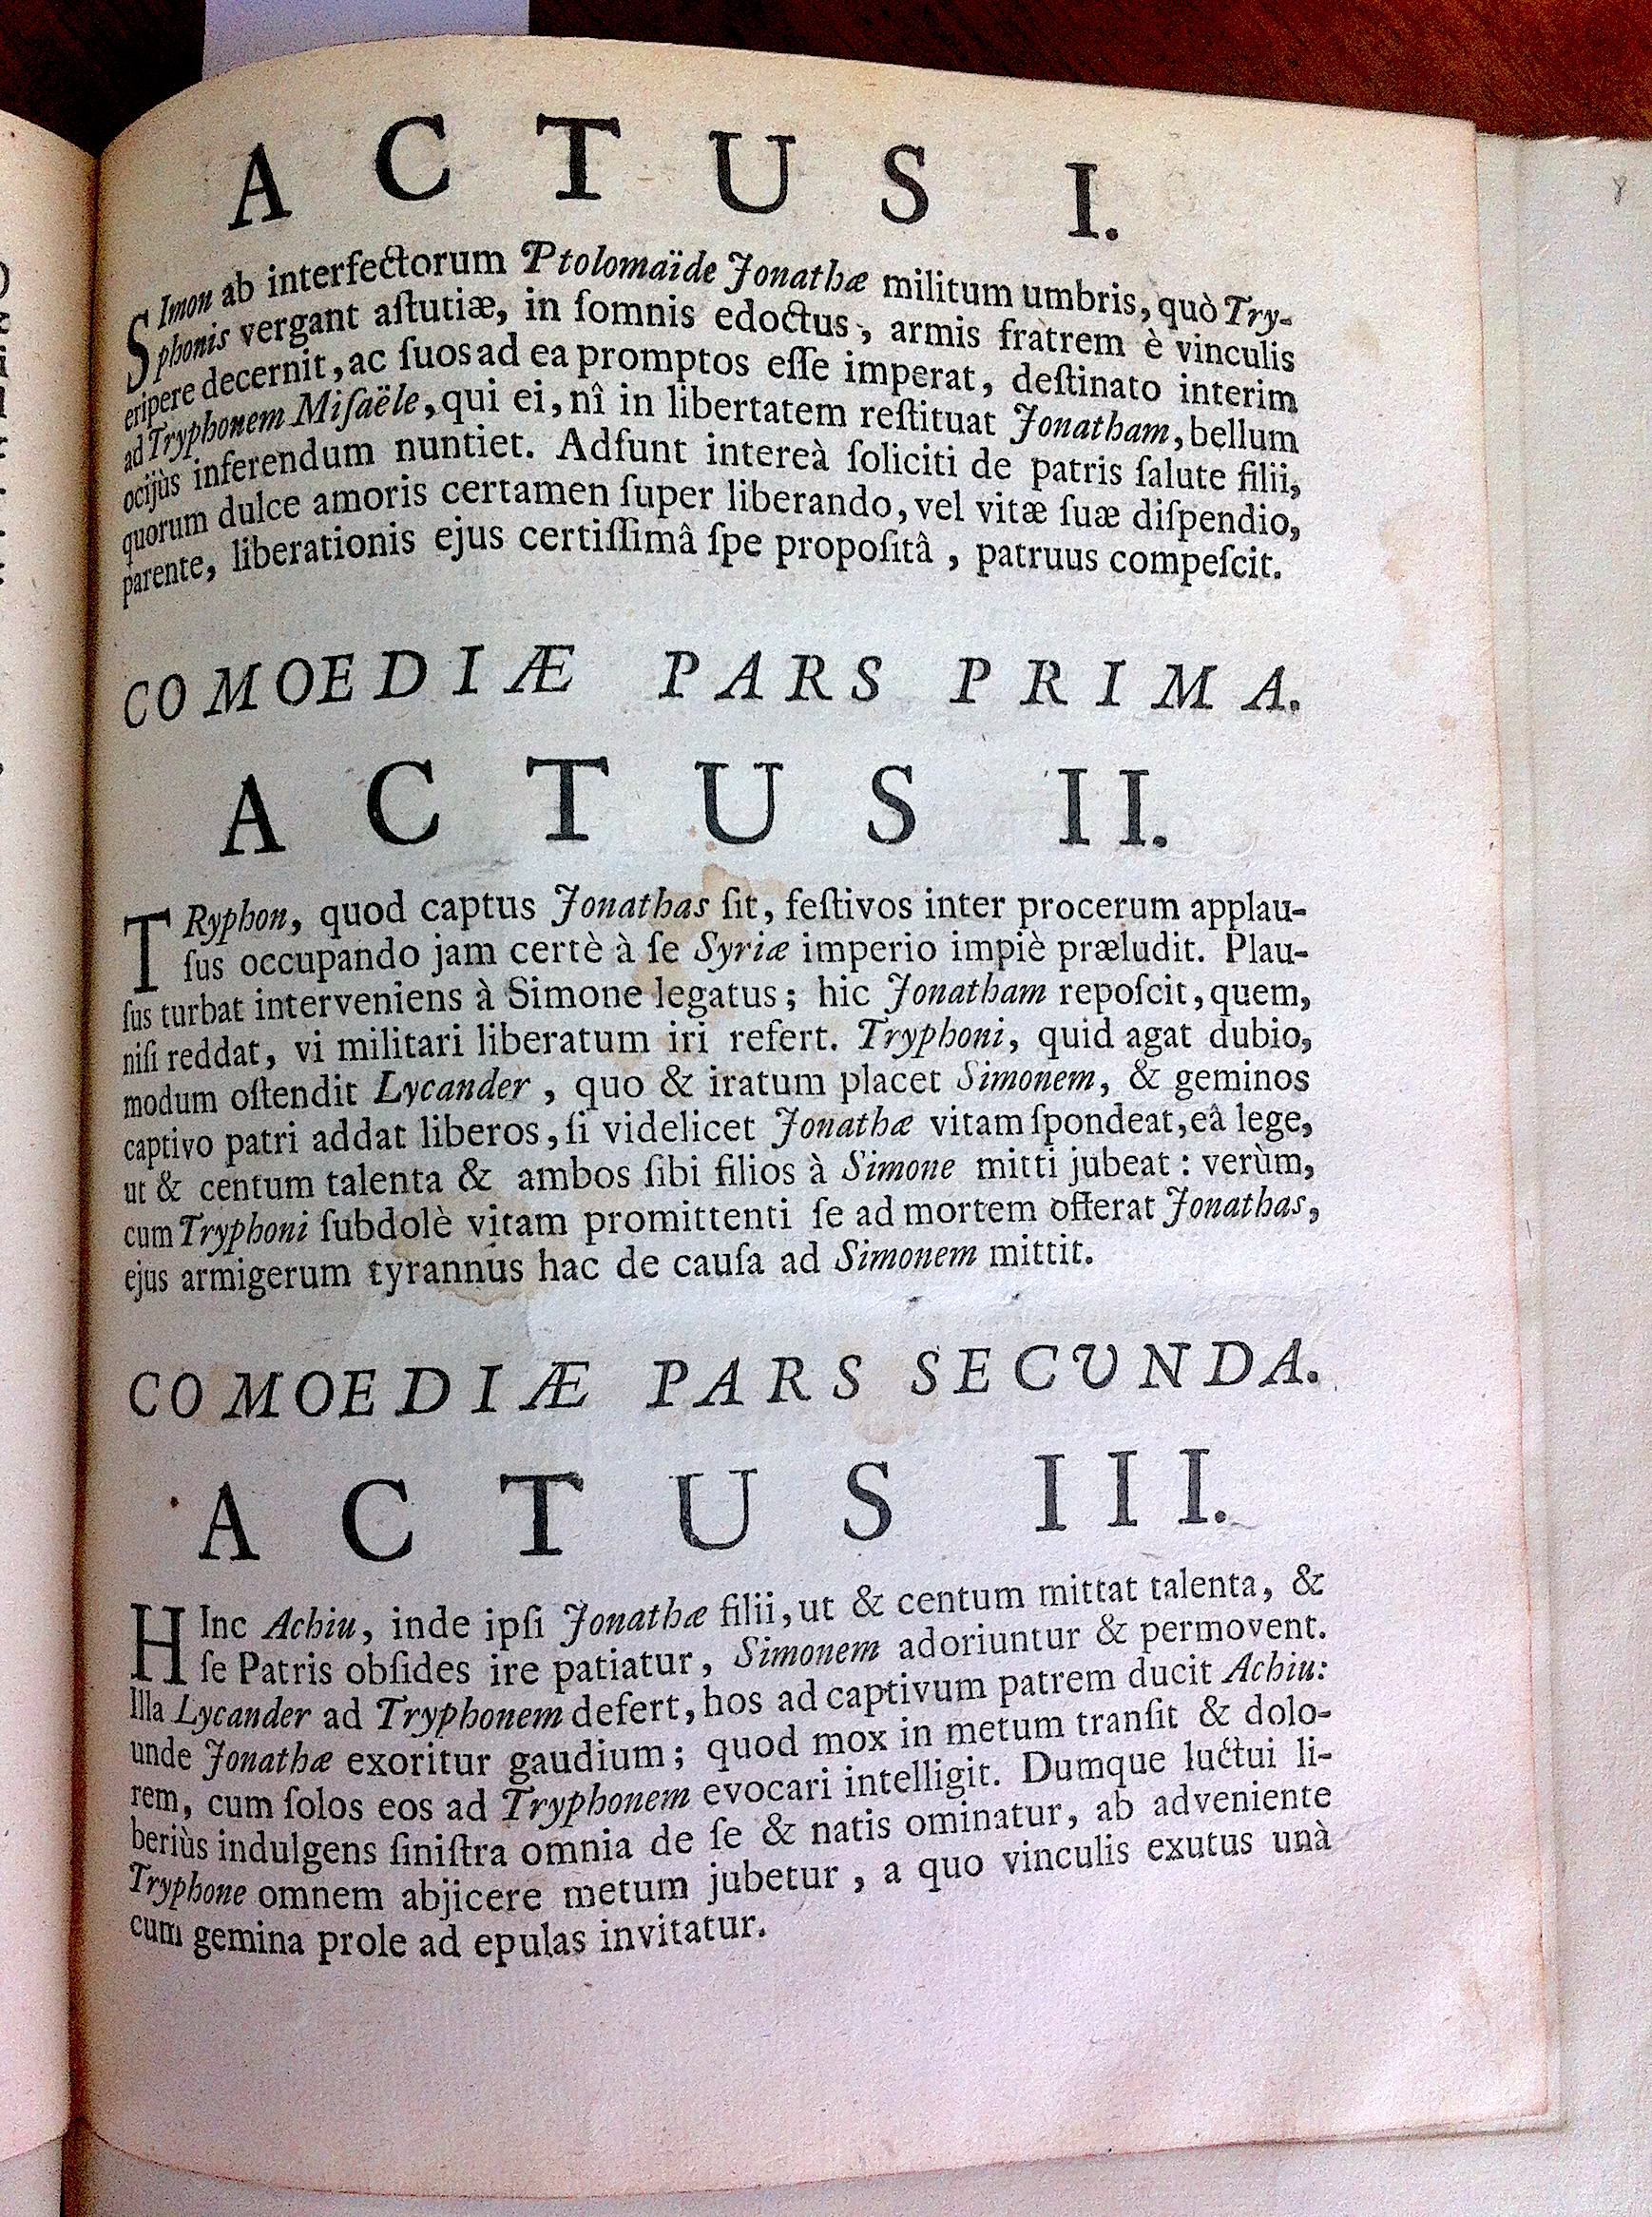 ACTUS I.
SImon ab interfectorum Ptolomaïde Jonathæ militum umbris, quò Try-
phonis vergant aſtutiæ, in ſomnis edoctus, armis fratrem è vinculis
eripere decernit, ac ſuos ad ea promptos eſſe imperat, deſtinato interim
ad Tryphonem Miſaële, qui ei, nî in libertatem reſtituat Jonatham, bellum
ocijùs inferendum nuntiet. Adſunt intereà ſoliciti de patris ſalute filii,
quorum dulce amoris certamen ſuper liberando, vel vitæ ſuæ diſpendio,
parente, liberationis ejus certiſſimâ ſpe propoſitâ, patruus compeſcit.
COMOEDIÆ PARS PRIMA.
ACTUS II.
TRyphon, quod captus Jonathas ſit, feſtivos inter procerum applau-
ſus occupando jam certè à ſe Syriæ imperio impiè præludit. Plau-
ſus turbat interveniens à Simone legatus; hic Jonatham repoſcit, quem,
niſi reddat, vi militari liberatum iri refert. Tryphoni, quid agat dubio,
modum oſtendit Lycander, quo & iratum placet Simonem, & geminos
captivo patri addat liberos, ſi videlicet Jonathæ vitam ſpondeat, eâ lege,
ut & centum talenta & ambos ſibi filios à Simone mitti jubeat: verùm,
cum Tryphoni ſubdolè vitam promittenti ſe ad mortem offerat Jonathas,
ejus armigerum tyrannus hac de cauſa ad Simonem mittit.
COMOEDIÆ PARS SECUNDA.
ACTUS III.
HInc Achiu, inde ipſi Jonathæ filii, ut & centum mittat talenta, &
ſe Patris obſides ire patiatur, Simonem adoriuntur & permovent.
Illa Lycander ad Tryphonem defert, hos ad captivum patrem ducit Achiu:
unde Jonathæ exoritur gaudium; quod mox in metum tranſit & dolo-
rem, cum ſolos eos ad Tryphonem evocari intelligit. Dumque luctui li-
beriùs indulgens ſiniſtra omnia de ſe & natis ominatur, ab adveniente
Tryphone omnem abjicere metum jubetur, a quo vinculis exutus unà
cum gemina prole ad epulas invitatur.